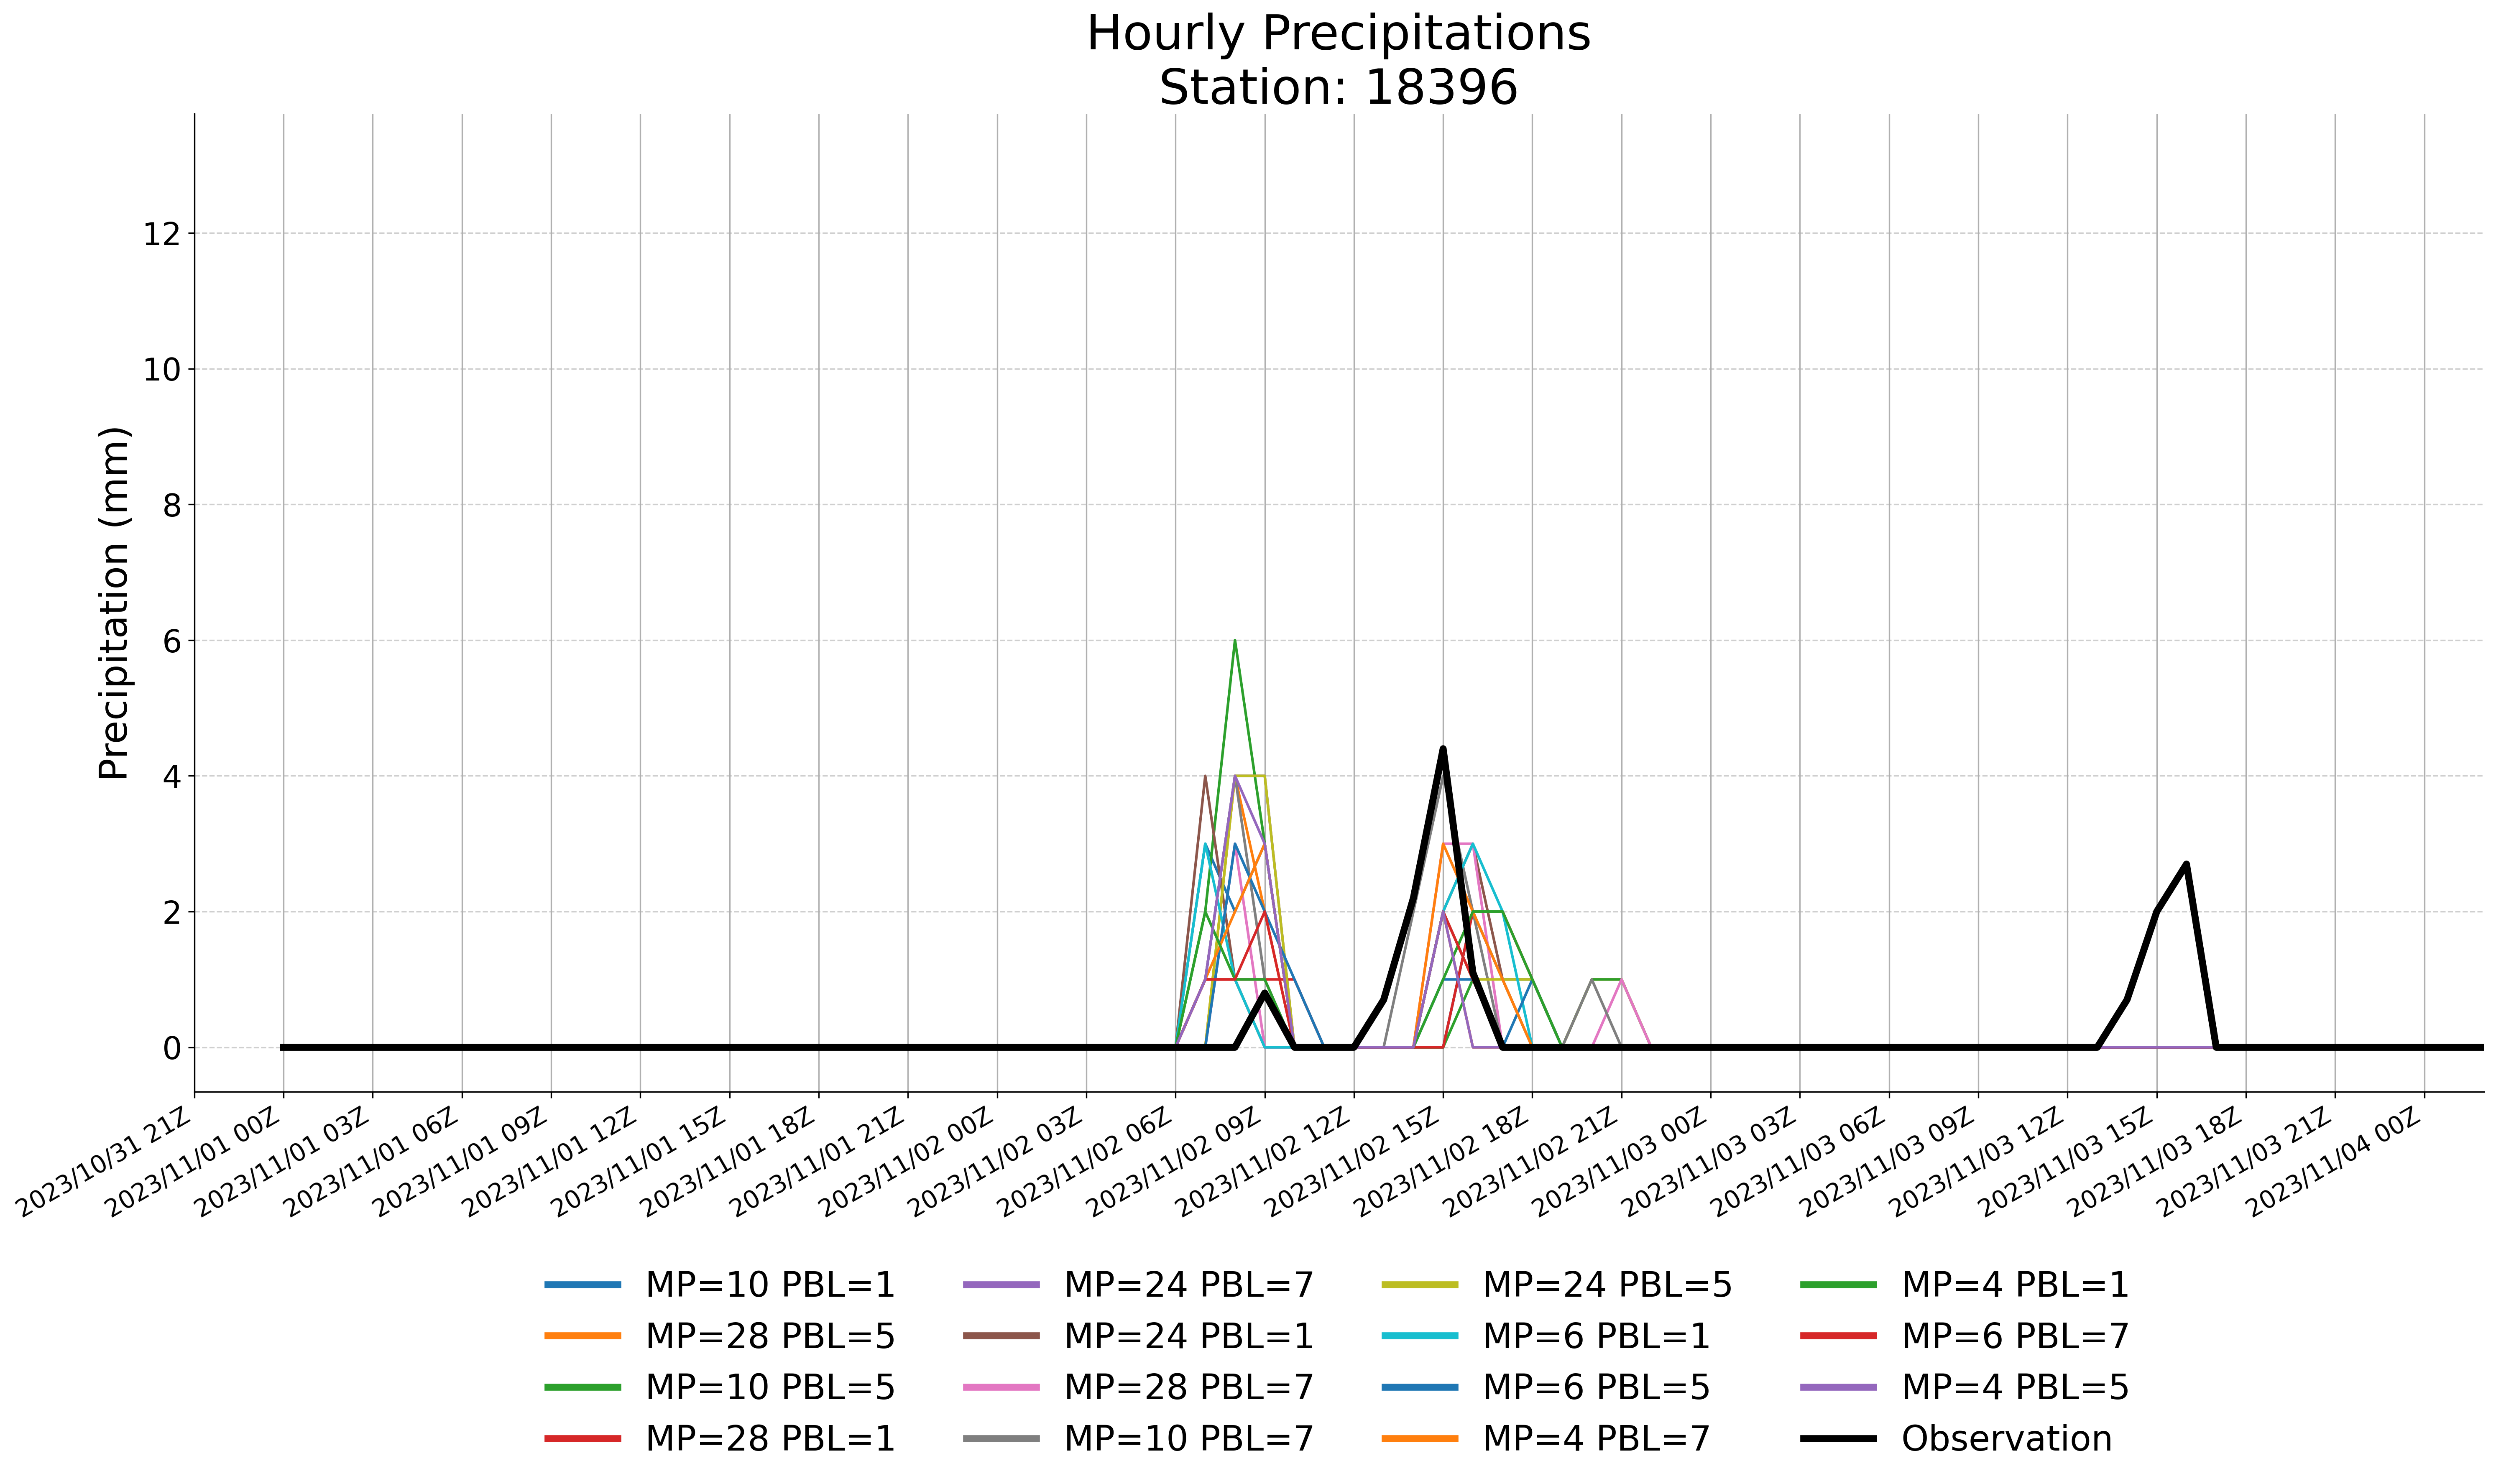 Hourly Precipitations
Station: 18396
Precipitation (mm)
12
10
8
6
4
2
0
2023/10/31 21Z
2023/11/01 00Z
2023/11/01 03Z
2023/11/01 06Z
2023/11/01 09Z
2023/11/01 12Z
2023/11/01 15Z
2023/11/01 18Z
2023/11/01 21Z
2023/11/02 00Z
2023/11/02 03Z
2023/11/02 06Z
2023/11/02 09Z
2023/11/02 12Z
2023/11/02 15Z
2023/11/02 18Z
2023/11/02 21Z
2023/11/03 00Z
2023/11/03 03Z
2023/11/03 06Z
2023/11/03 09Z
2023/11/03 12Z
2023/11/03 15Z
2023/11/03 18Z
2023/11/03 21Z
2023/11/04 00Z
MP=10 PBL=1
MP=28 PBL=5
MP=10 PBL=5
MP=28 PBL=1
MP=24 PBL=7
MP=24 PBL=1
MP=28 PBL=7
MP=10 PBL=7
MP=24 PBL=5
MP=6 PBL=1
MP=6 PBL=5
MP=4 PBL=7
MP=4 PBL=1
MP=6 PBL=7
MP=4 PBL=5
Observation